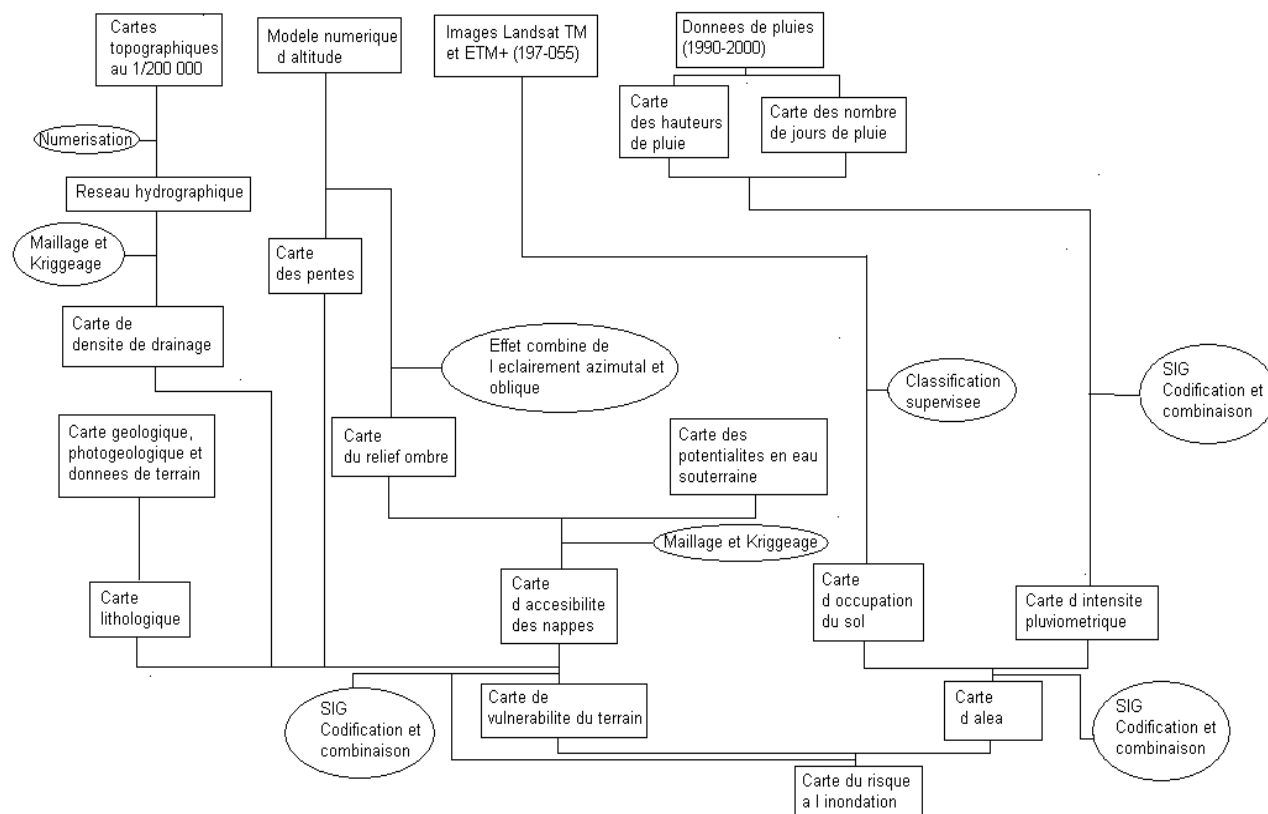 Cartes
topographiques
au 1/200 000
Modele numerique
d altitude
Images Landsat TM
et ETM+ (197-055)
Donnees de pluies
(1990-2000)
Carte
des hauteurs
de pluie
Carte des nombre
de jours de pluie
Numerisation
Reseau hydrographique
Maillage et
Kriggeage
Carte
des pentes
Carte de
densite de drainage
Effet combine de
l eclairement azimutal et
oblique
Classification
supervisee
SIG
Codification et
combinaison
Carte geologique,
photogeologique et
donnees de terrain
Carte
du relief ombre
Carte des
potentialites en eau
souterraine
Maillage et Kriggeage
Carte
lithologique
Carte
d accesibilite
des nappes
Carte
d occupation
du sol
Carte d intensite
pluviometrique
SIG
Codification et
combinaison
Carte de
vulnerabilite du terrain
Carte
d alea
SIG
Codification et
combinaison
Carte du risque
a l inondation